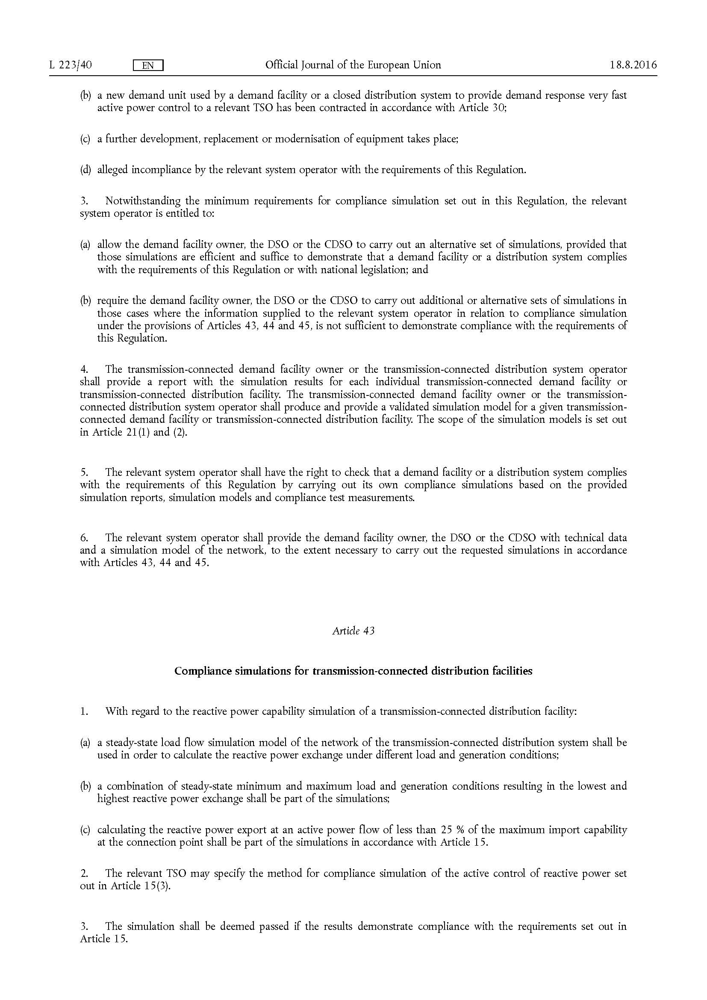 L 223/40 EN Official Journal of the European Union 18.8.2016
(b) a new demand unit used by a demand facility or a closed distribution system to provide demand response very fast
active power control to a relevant TSO has been contracted in accordance with Article 30;
(c) a further development, replacement or modernisation of equipment takes place;
(d) alleged incompliance by the relevant system operator with the requirements of this Regulation.
3. Notwithstanding the minimum requirements for compliance simulation set out in this Regulation, the relevant
system operator is entitled to:
(a) allow the demand facility owner, the DSO or the CDSO to carry out an alternative set of simulations, provided that
those simulations are efficient and suffice to demonstrate that a demand facility or a distribution system complies
with the requirements of this Regulation or with national legislation; and
(b) require the demand facility owner, the DSO or the CDSO to carry out additional or alternative sets of simulations in
those cases where the information supplied to the relevant system operator in relation to compliance simulation
under the provisions of Articles 43, 44 and 45, is not sufficient to demonstrate compliance with the requirements of
this Regulation.
4. The transmission-connected demand facility owner or the transmission-connected distribution system operator
shall provide a report with the simulation results for each individual transmission-connected demand facility or
transmission-connected distribution facility. The transmission-connected demand facility owner or the transmission-
connected distribution system operator shall produce and provide a validated simulation model for a given transmission-
connected demand facility or transmission-connected distribution facility. The scope of the simulation models is set out
in Article 21(1) and (2).
5. The relevant system operator shall have the right to check that a demand facility or a distribution system complies
with the requirements of this Regulation by carrying out its own compliance simulations based on the provided
simulation reports, simulation models and compliance test measurements.
6. The relevant system operator shall provide the demand facility owner, the DSO or the CDSO with technical data
and a simulation model of the network, to the extent necessary to carry out the requested simulations in accordance
with Articles 43, 44 and 45.
Article 43
Compliance simulations for transmission-connected distribution facilities
1. With regard to the reactive power capability simulation of a transmission-connected distribution facility:
(a) a steady-state load flow simulation model of the network of the transmission-connected distribution system shall be
used in order to calculate the reactive power exchange under different load and generation conditions;
(b) a combination of steady-state minimum and maximum load and generation conditions resulting in the lowest and
highest reactive power exchange shall be part of the simulations;
(c) calculating the reactive power export at an active power flow of less than 25 % of the maximum import capability
at the connection point shall be part of the simulations in accordance with Article 15.
2. The relevant TSO may specify the method for compliance simulation of the active control of reactive power set
out in Article 15(3).
3. The simulation shall be deemed passed if the results demonstrate compliance with the requirements set out in
Article 15.